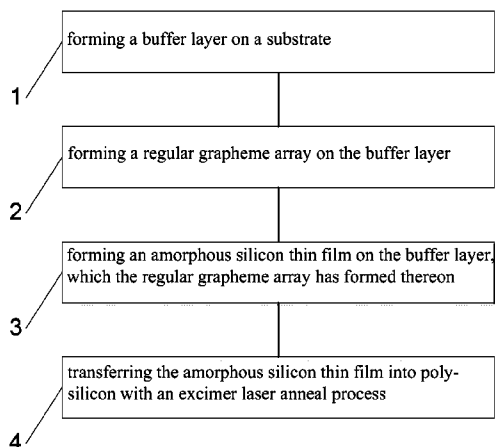 forming a buffer layer on a substrate
1
forming a regular grapheme array on the buffer layer
2
forming an amorphous silicon thin film on the buffer layer,
which the regular grapheme array has formed thereon
3
transferring the amorphous silicon thin film into poly-
silicon with an excimer laser anneal process
4